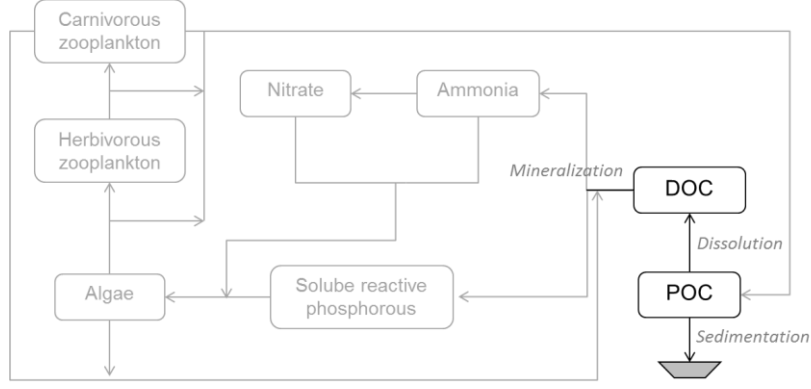 Carnivorous
zooplankton
Nitrate
Ammonia
Herbivorous
zooplankton
Mineralization
DOC
Dissolution
Algae
Solube reactive
phosphorous
POC
Sedimentation